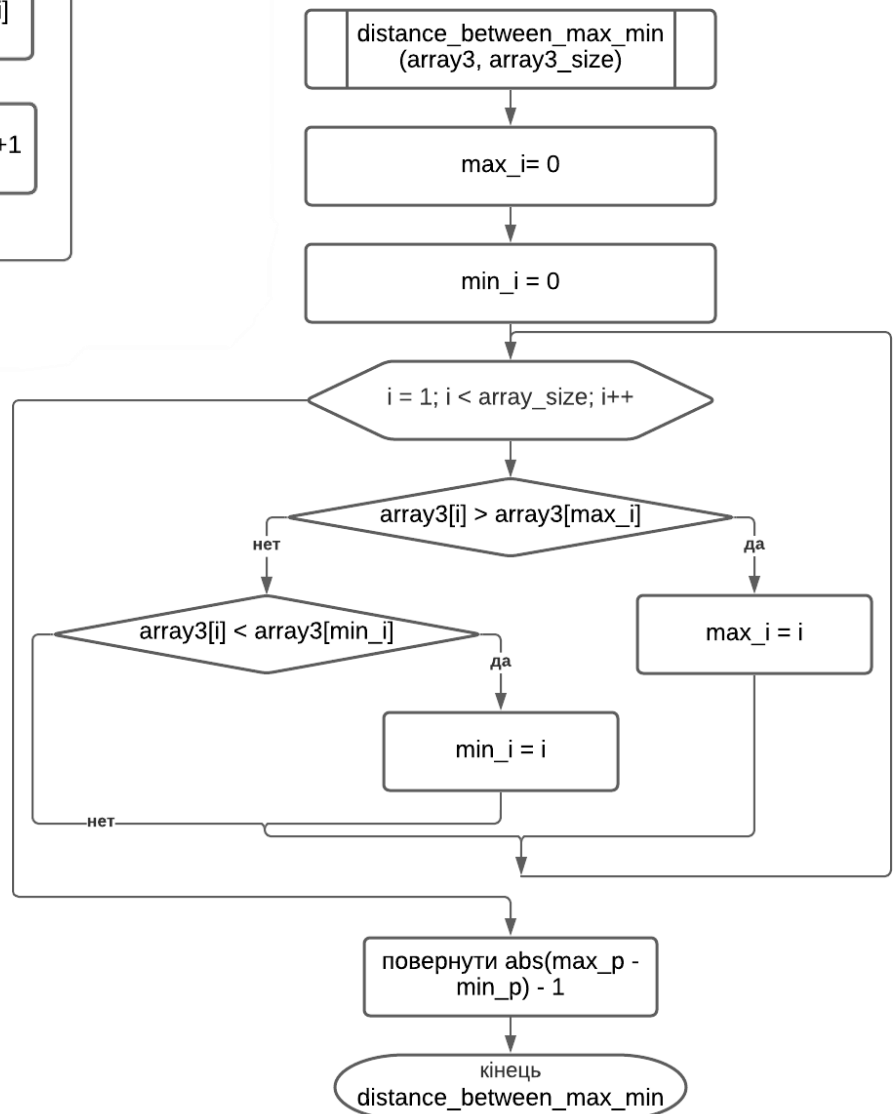 i]
+1
distance_between_max_min
(array3, array3_size)
max_i= 0
min_i = 0
i = 1; i < array_size; i++
array3[i] > array3[max_i]
нет
да
array3[i] < array3[min_i]
max_i = i
да
min_i = i
нет
повернути abs(max_p -
min_p) - 1
кінець
distance_between_max_min